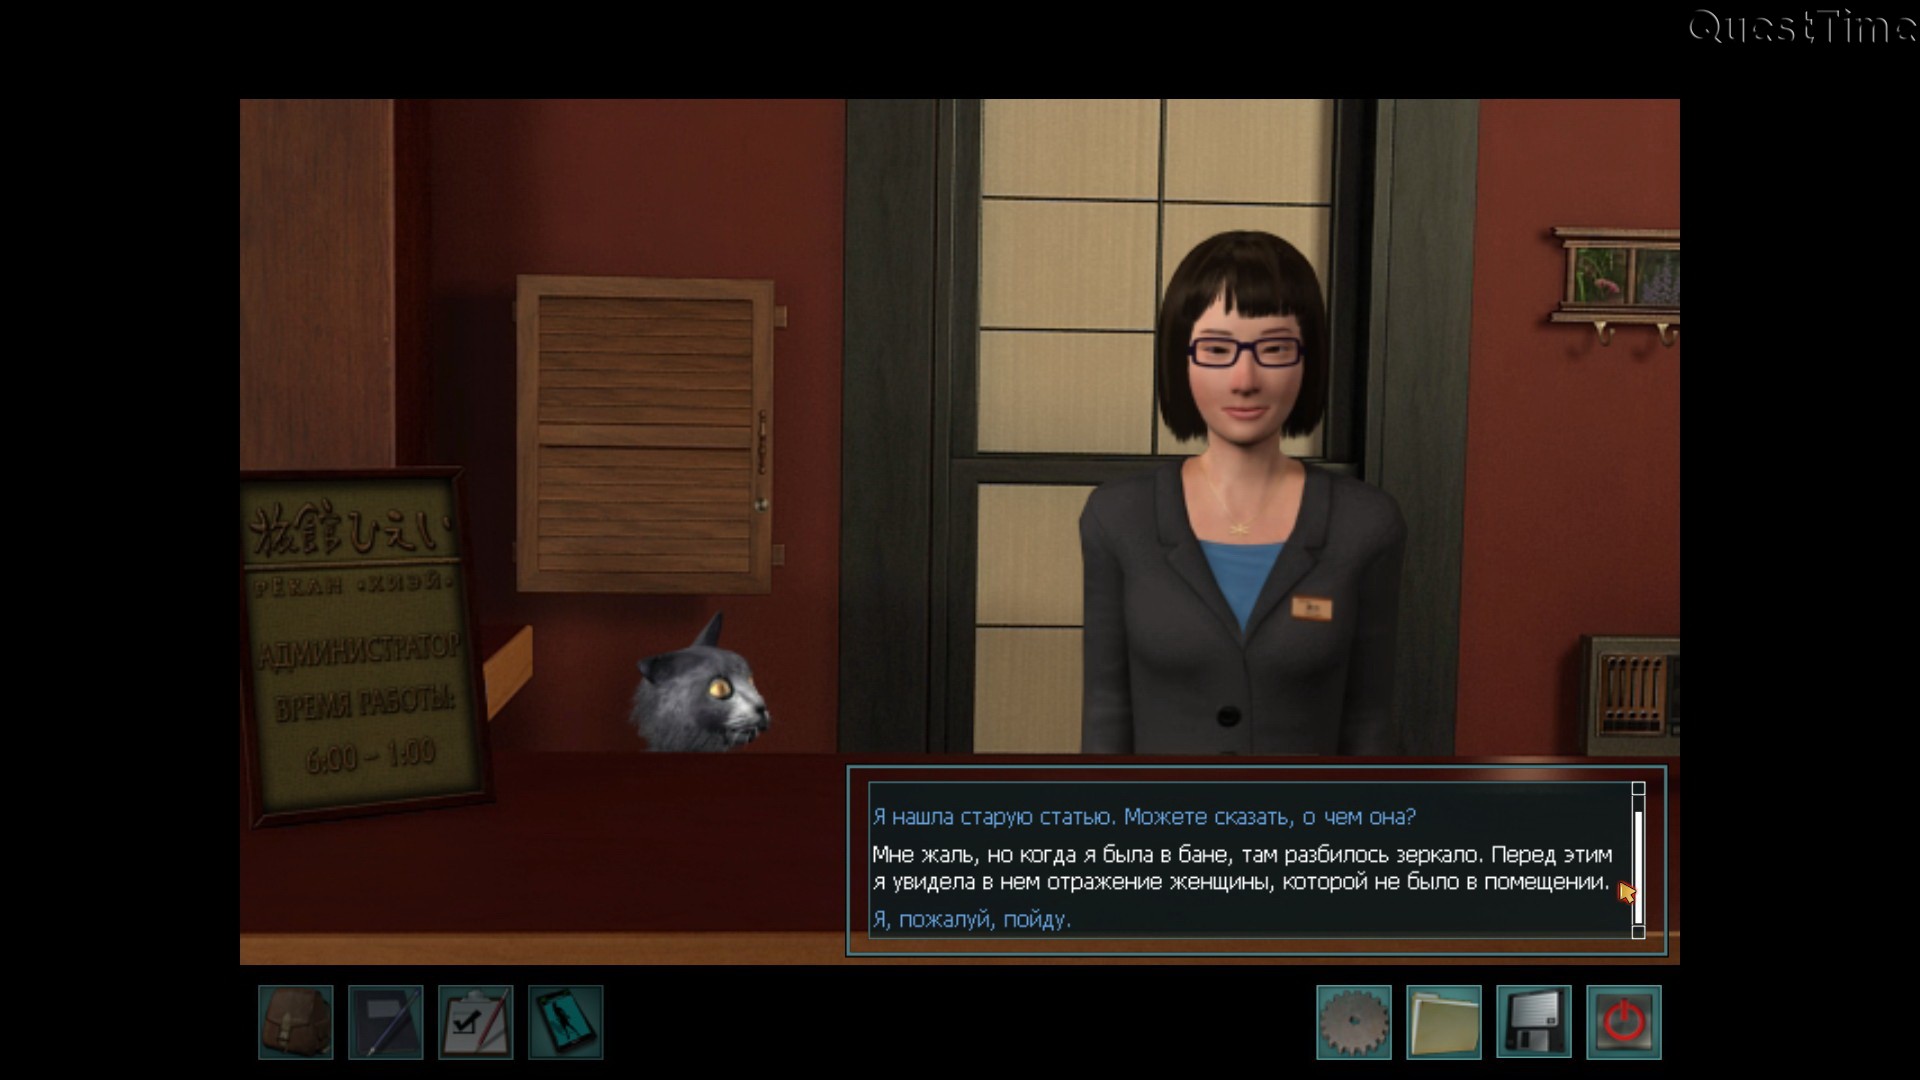 QuestTime
旅館ひえい
РЕКАН «ХИЭЙ»
АДМИНИСТРАТОР
ВРЕМЯ РАБОТЫ:
6:00 – 1:00
Я нашла старую статью. Можете сказать, о чем она?
Мне жаль, но когда я была в бане, там разбилось зеркало. Перед этим
я увидела в нем отражение женщины, которой не было в помещении.
Я, пожалуй, пойду.